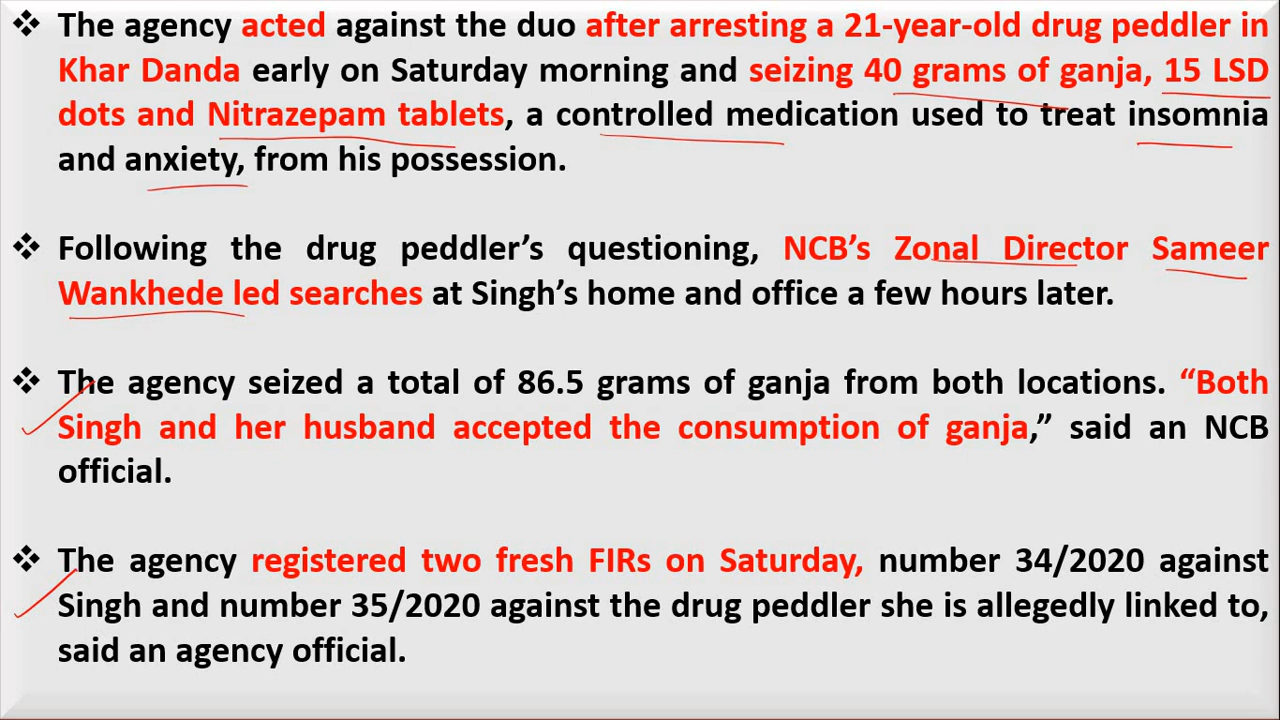 ❖ The agency acted against the duo after arresting a 21-year-old drug peddler in
Khar Danda early on Saturday morning and seizing 40 grams of ganja, 15 LSD
dots and Nitrazepam tablets, a controlled medication used to treat insomnia
and anxiety, from his possession.
❖ Following the drug peddler’s questioning, NCB’s Zonal Director Sameer
Wankhede led searches at Singh’s home and office a few hours later.
❖ The agency seized a total of 86.5 grams of ganja from both locations. “Both
Singh and her husband accepted the consumption of ganja,” said an NCB
official.
❖ The agency registered two fresh FIRs on Saturday, number 34/2020 against
Singh and number 35/2020 against the drug peddler she is allegedly linked to,
said an agency official.